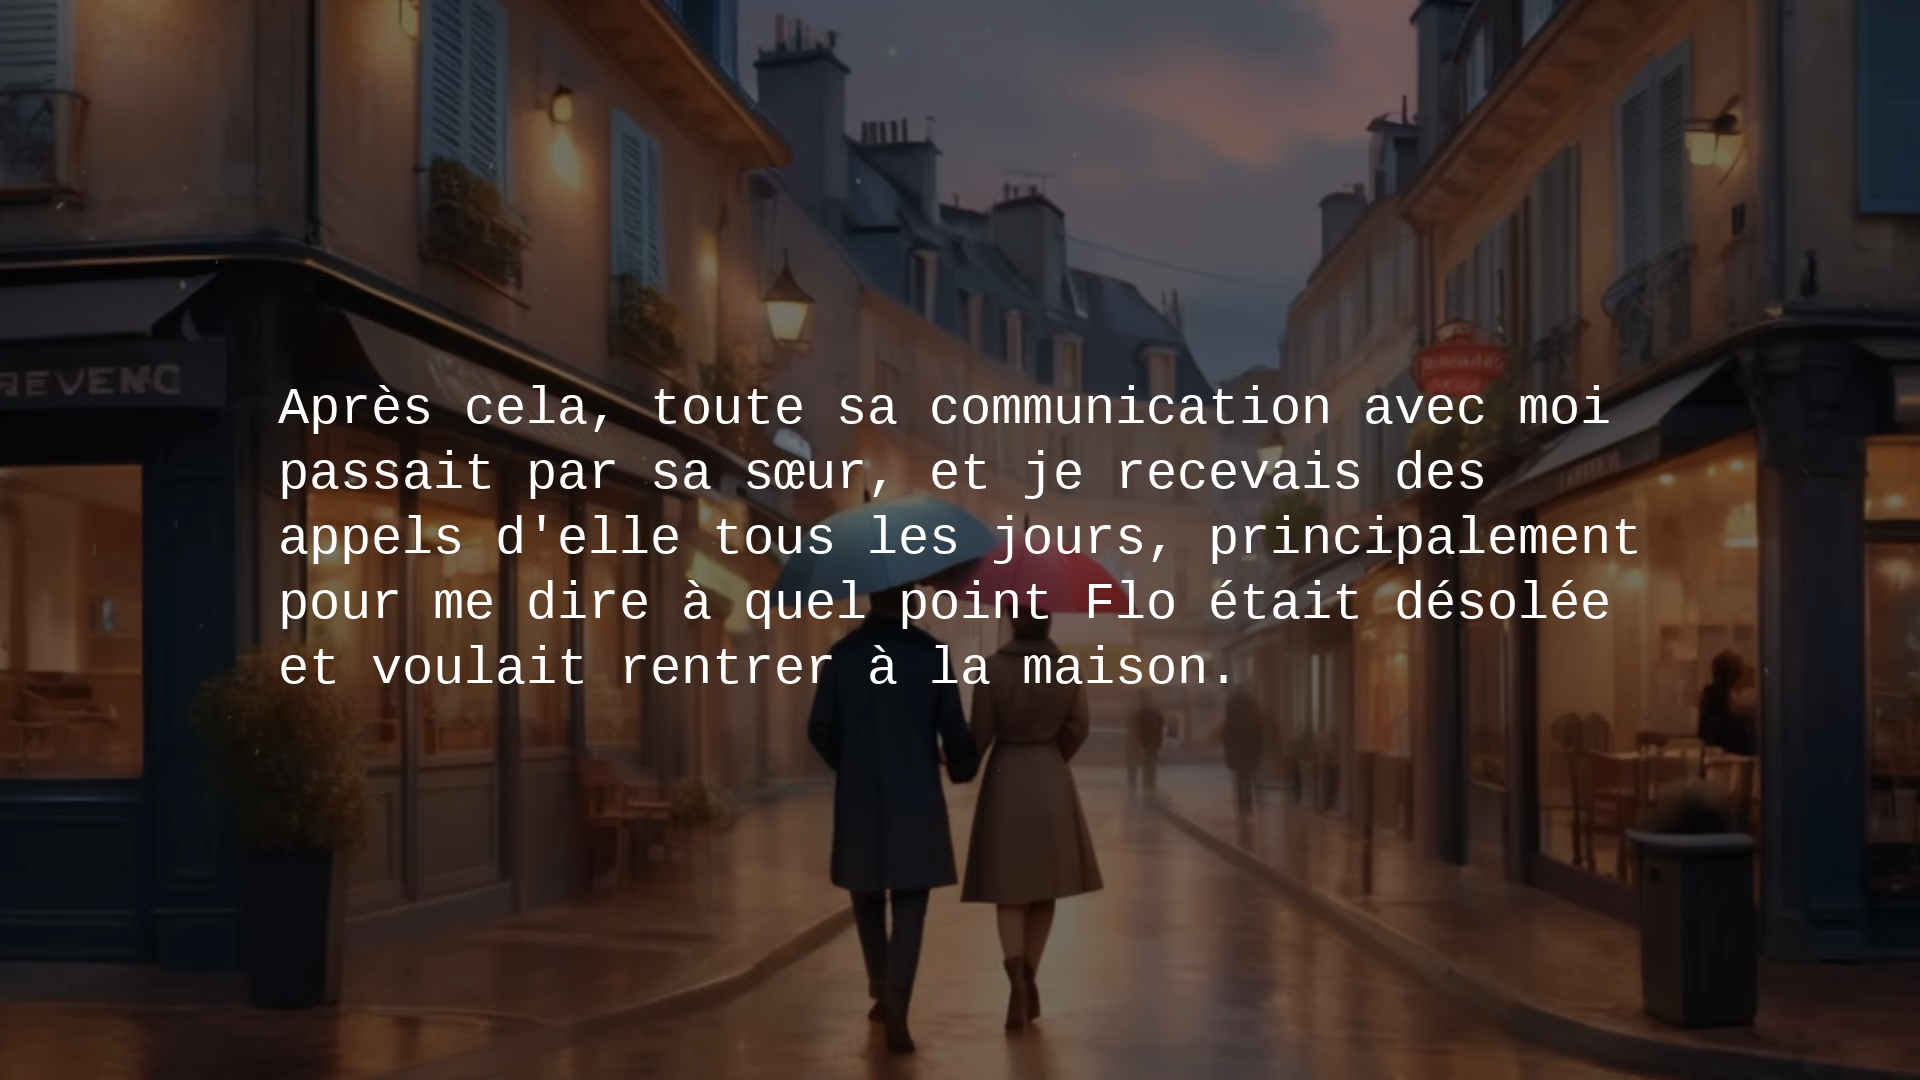 REVENC
Après cela, toute sa communication avec moi
passait par sa sœur, et je recevais des
appels d'elle tous les jours, principalement
pour me dire à quel point Flo était désolée
et voulait rentrer à la maison.